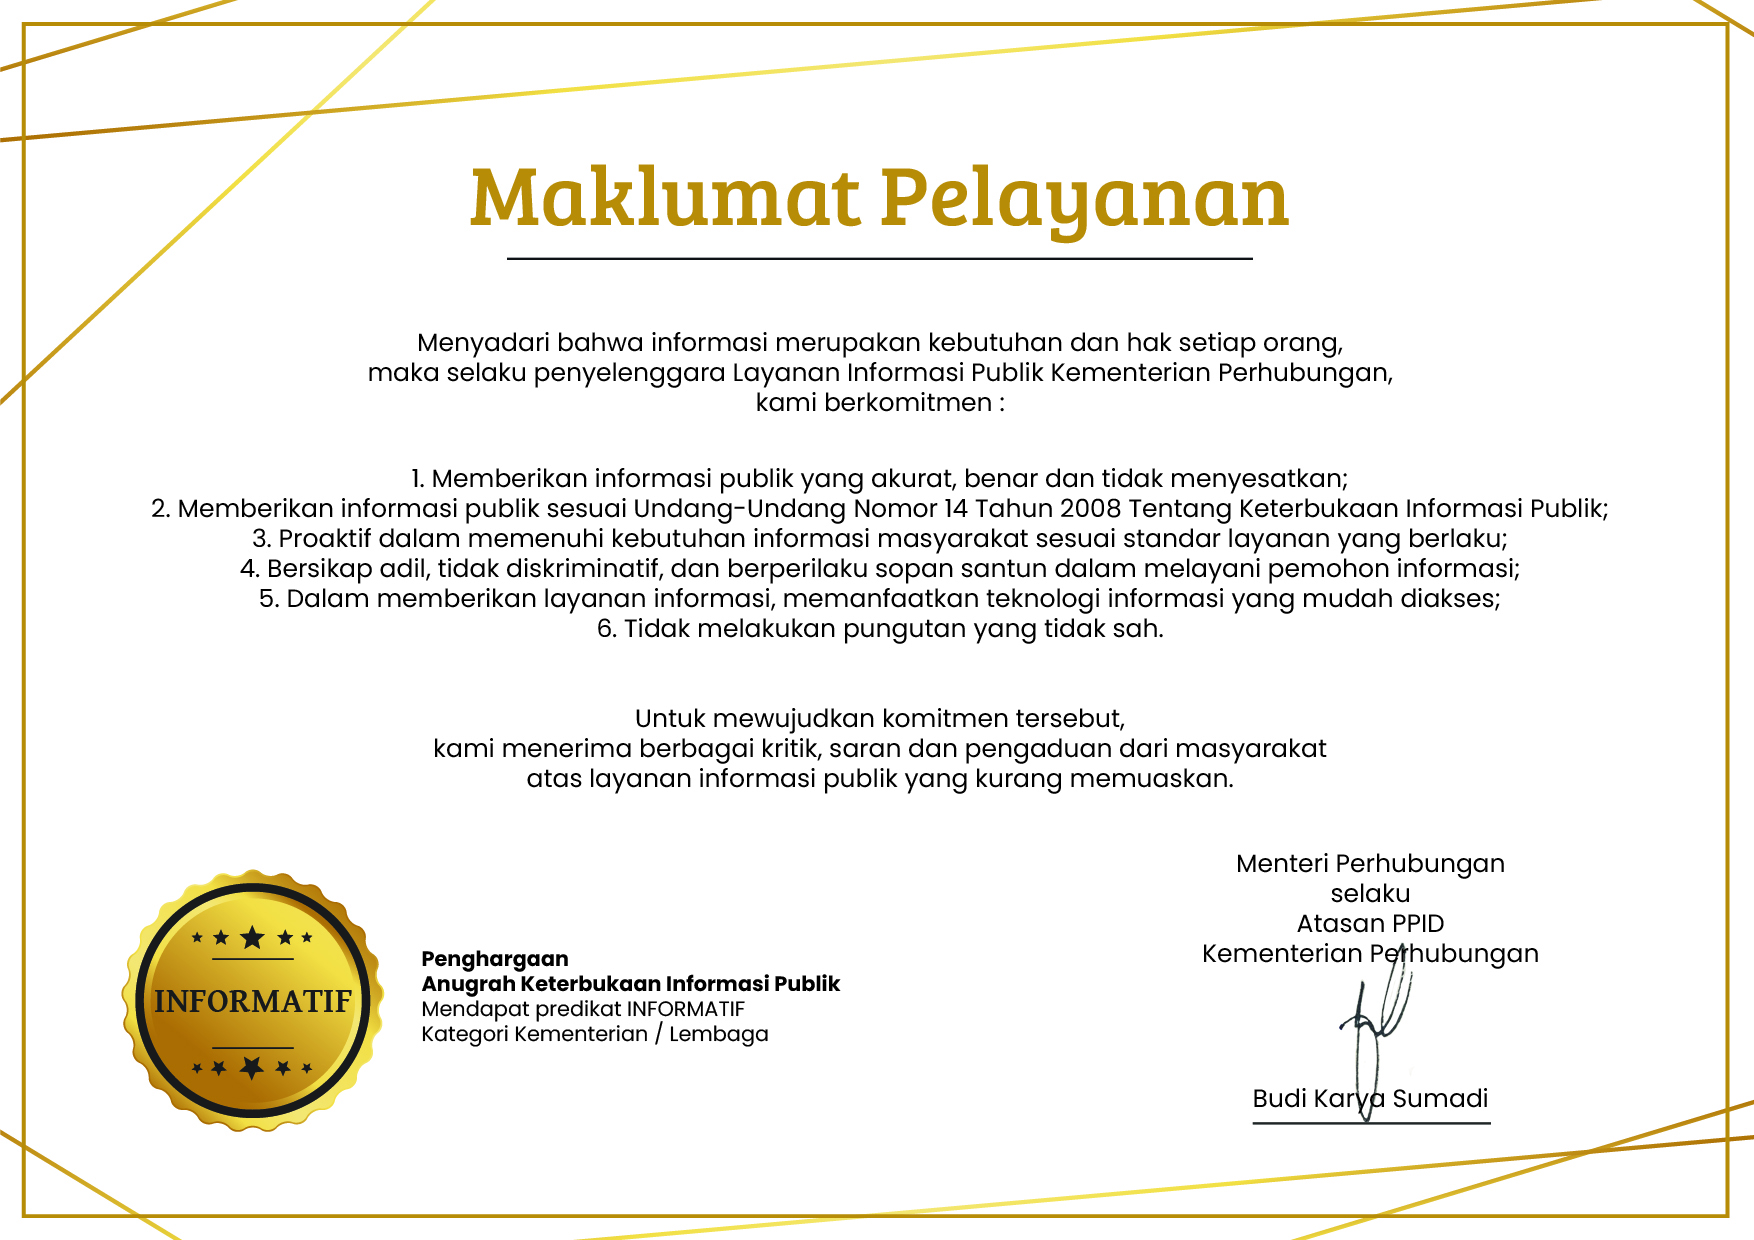 Maklumat Pelayanan
Menyadari bahwa informasi merupakan kebutuhan dan hak setiap orang,
maka selaku penyelenggara Layanan Informasi Publik Kementerian Perhubungan,
kami berkomitmen :
1. Memberikan informasi publik yang akurat, benar dan tidak menyesatkan;
2. Memberikan informasi publik sesuai Undang-Undang Nomor 14 Tahun 2008 Tentang Keterbukaan Informasi Publik;
3. Proaktif dalam memenuhi kebutuhan informasi masyarakat sesuai standar layanan yang berlaku;
4. Bersikap adil, tidak diskriminatif, dan berperilaku sopan santun dalam melayani pemohon informasi;
5. Dalam memberikan layanan informasi, memanfaatkan teknologi informasi yang mudah diakses;
6. Tidak melakukan pungutan yang tidak sah.
Untuk mewujudkan komitmen tersebut,
kami menerima berbagai kritik, saran dan pengaduan dari masyarakat
atas layanan informasi publik yang kurang memuaskan.
INFORMATIF
Penghargaan
Anugrah Keterbukaan Informasi Publik
Mendapat predikat INFORMATIF
Kategori Kementerian / Lembaga
Menteri Perhubungan
selaku
Atasan PPID
Kementerian Perhubungan
Budi Karya Sumadi